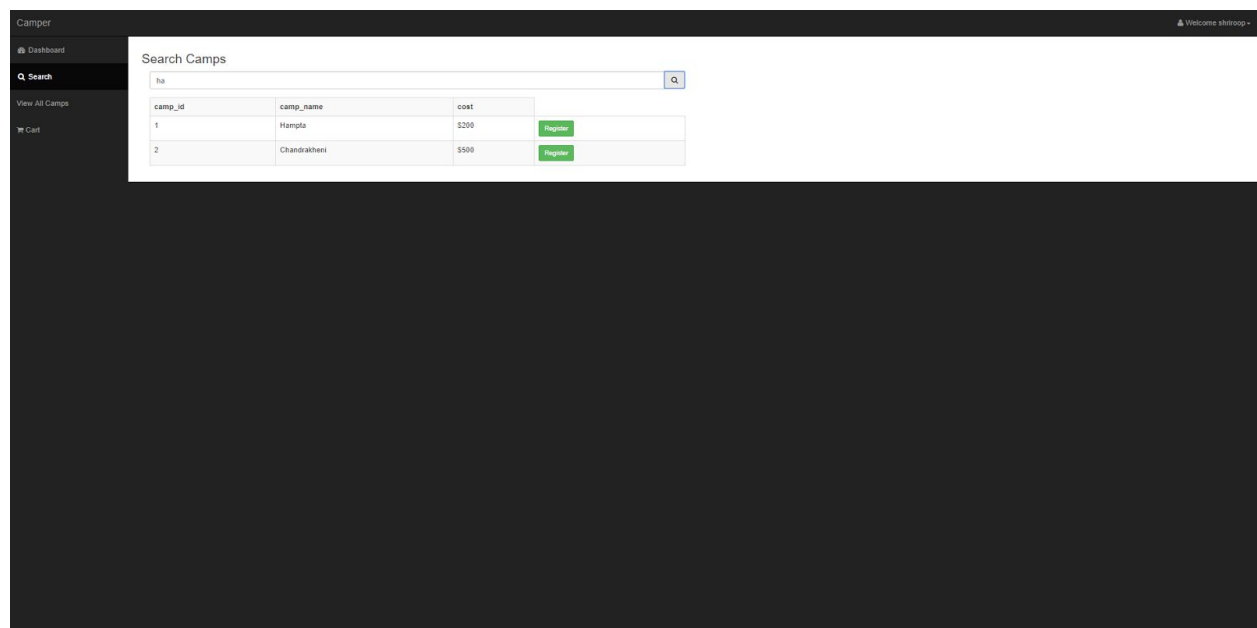 Camper
Welcome shriroop
Dashboard
Search
View All Camps
Cart
Search Camps
ha
camp_id camp_name cost
1 Hampta $200 Register
2 Chandrakheni $500 Register